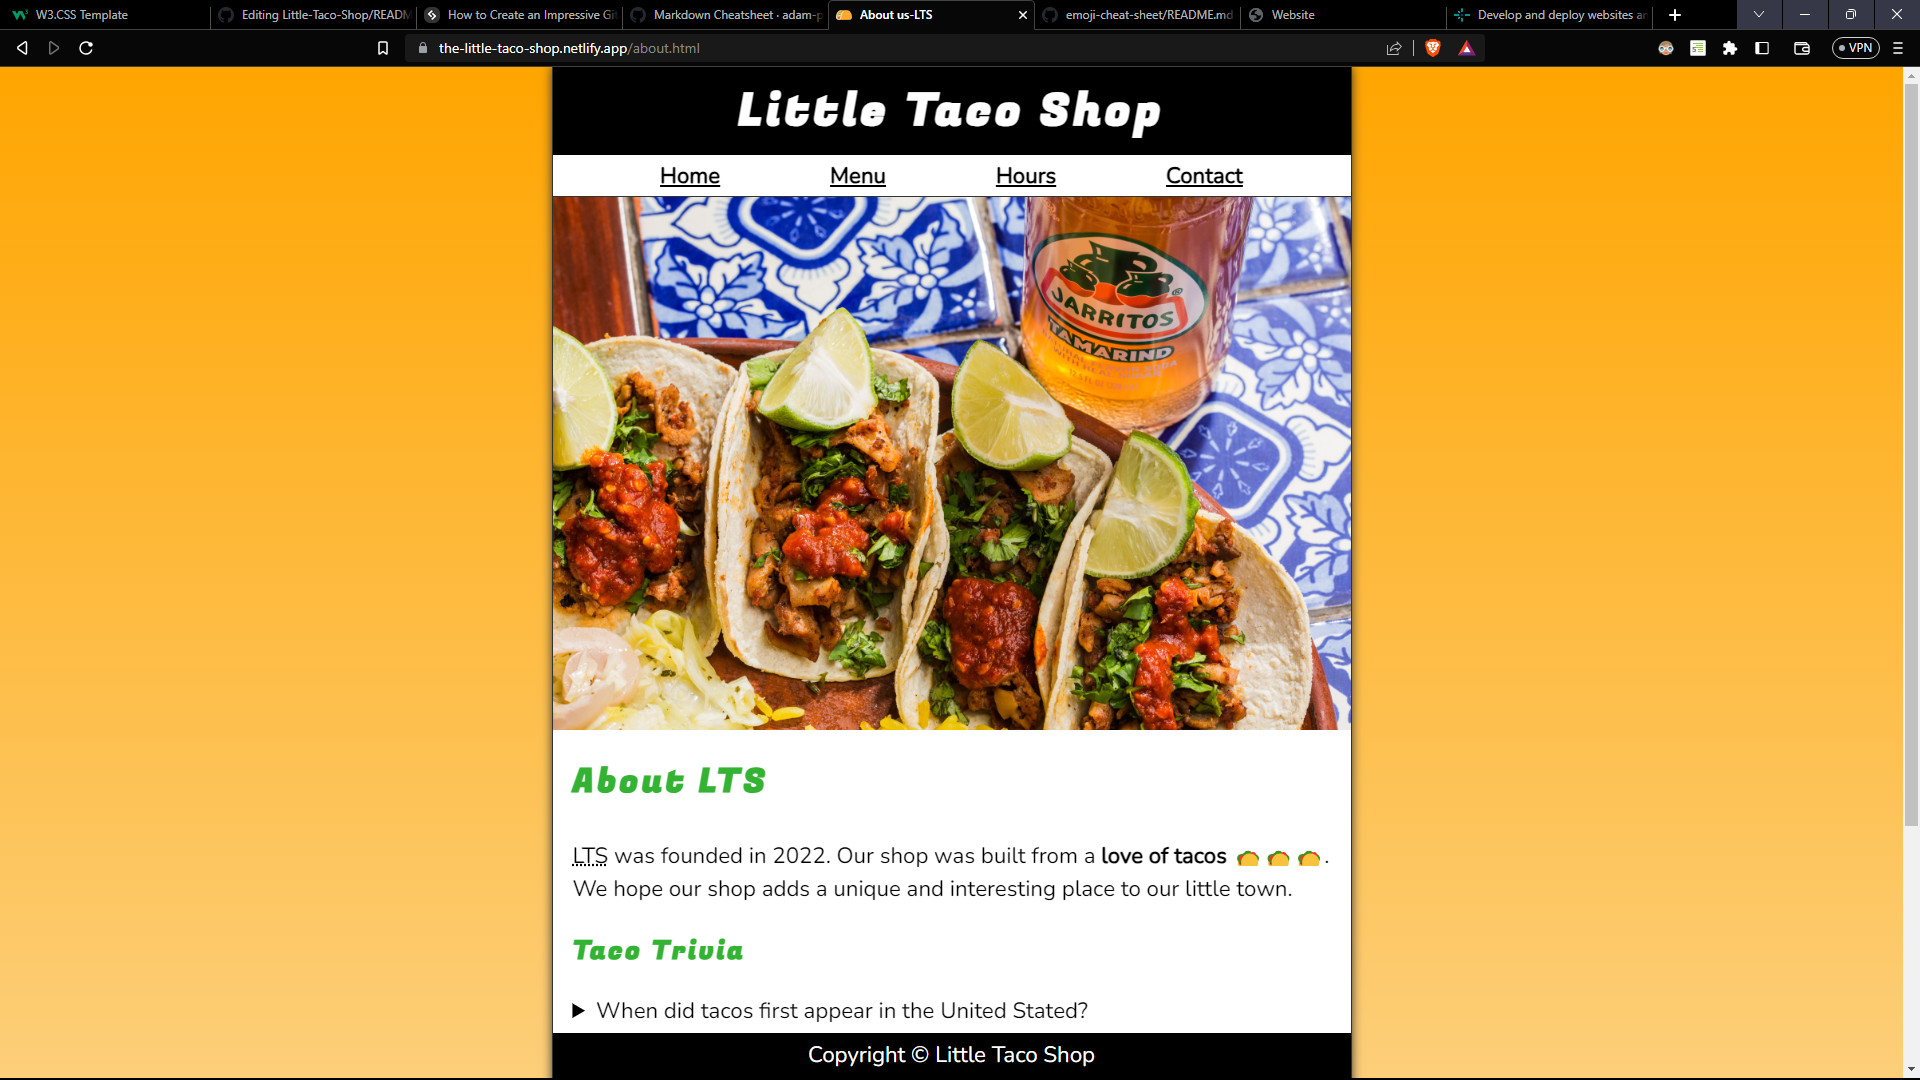 W3.CSS Template
Editing Little-Taco-Shop/READM
How to Create an Impressive Git
Markdown Cheatsheet · adam-p
About us-LTS
emoji-cheat-sheet/README.md
Website
Develop and deploy websites an
the-little-taco-shop.netlify.app/about.html
VPN
Little Taco Shop
Home Menu Hours Contact
JARRITOS
®
TAMARIND
About LTS
LTS was founded in 2022. Our shop was built from a love of tacos 🌮 🌮 🌮.
We hope our shop adds a unique and interesting place to our little town.
Taco Trivia
▶ When did tacos first appear in the United Stated?
Copyright © Little Taco Shop